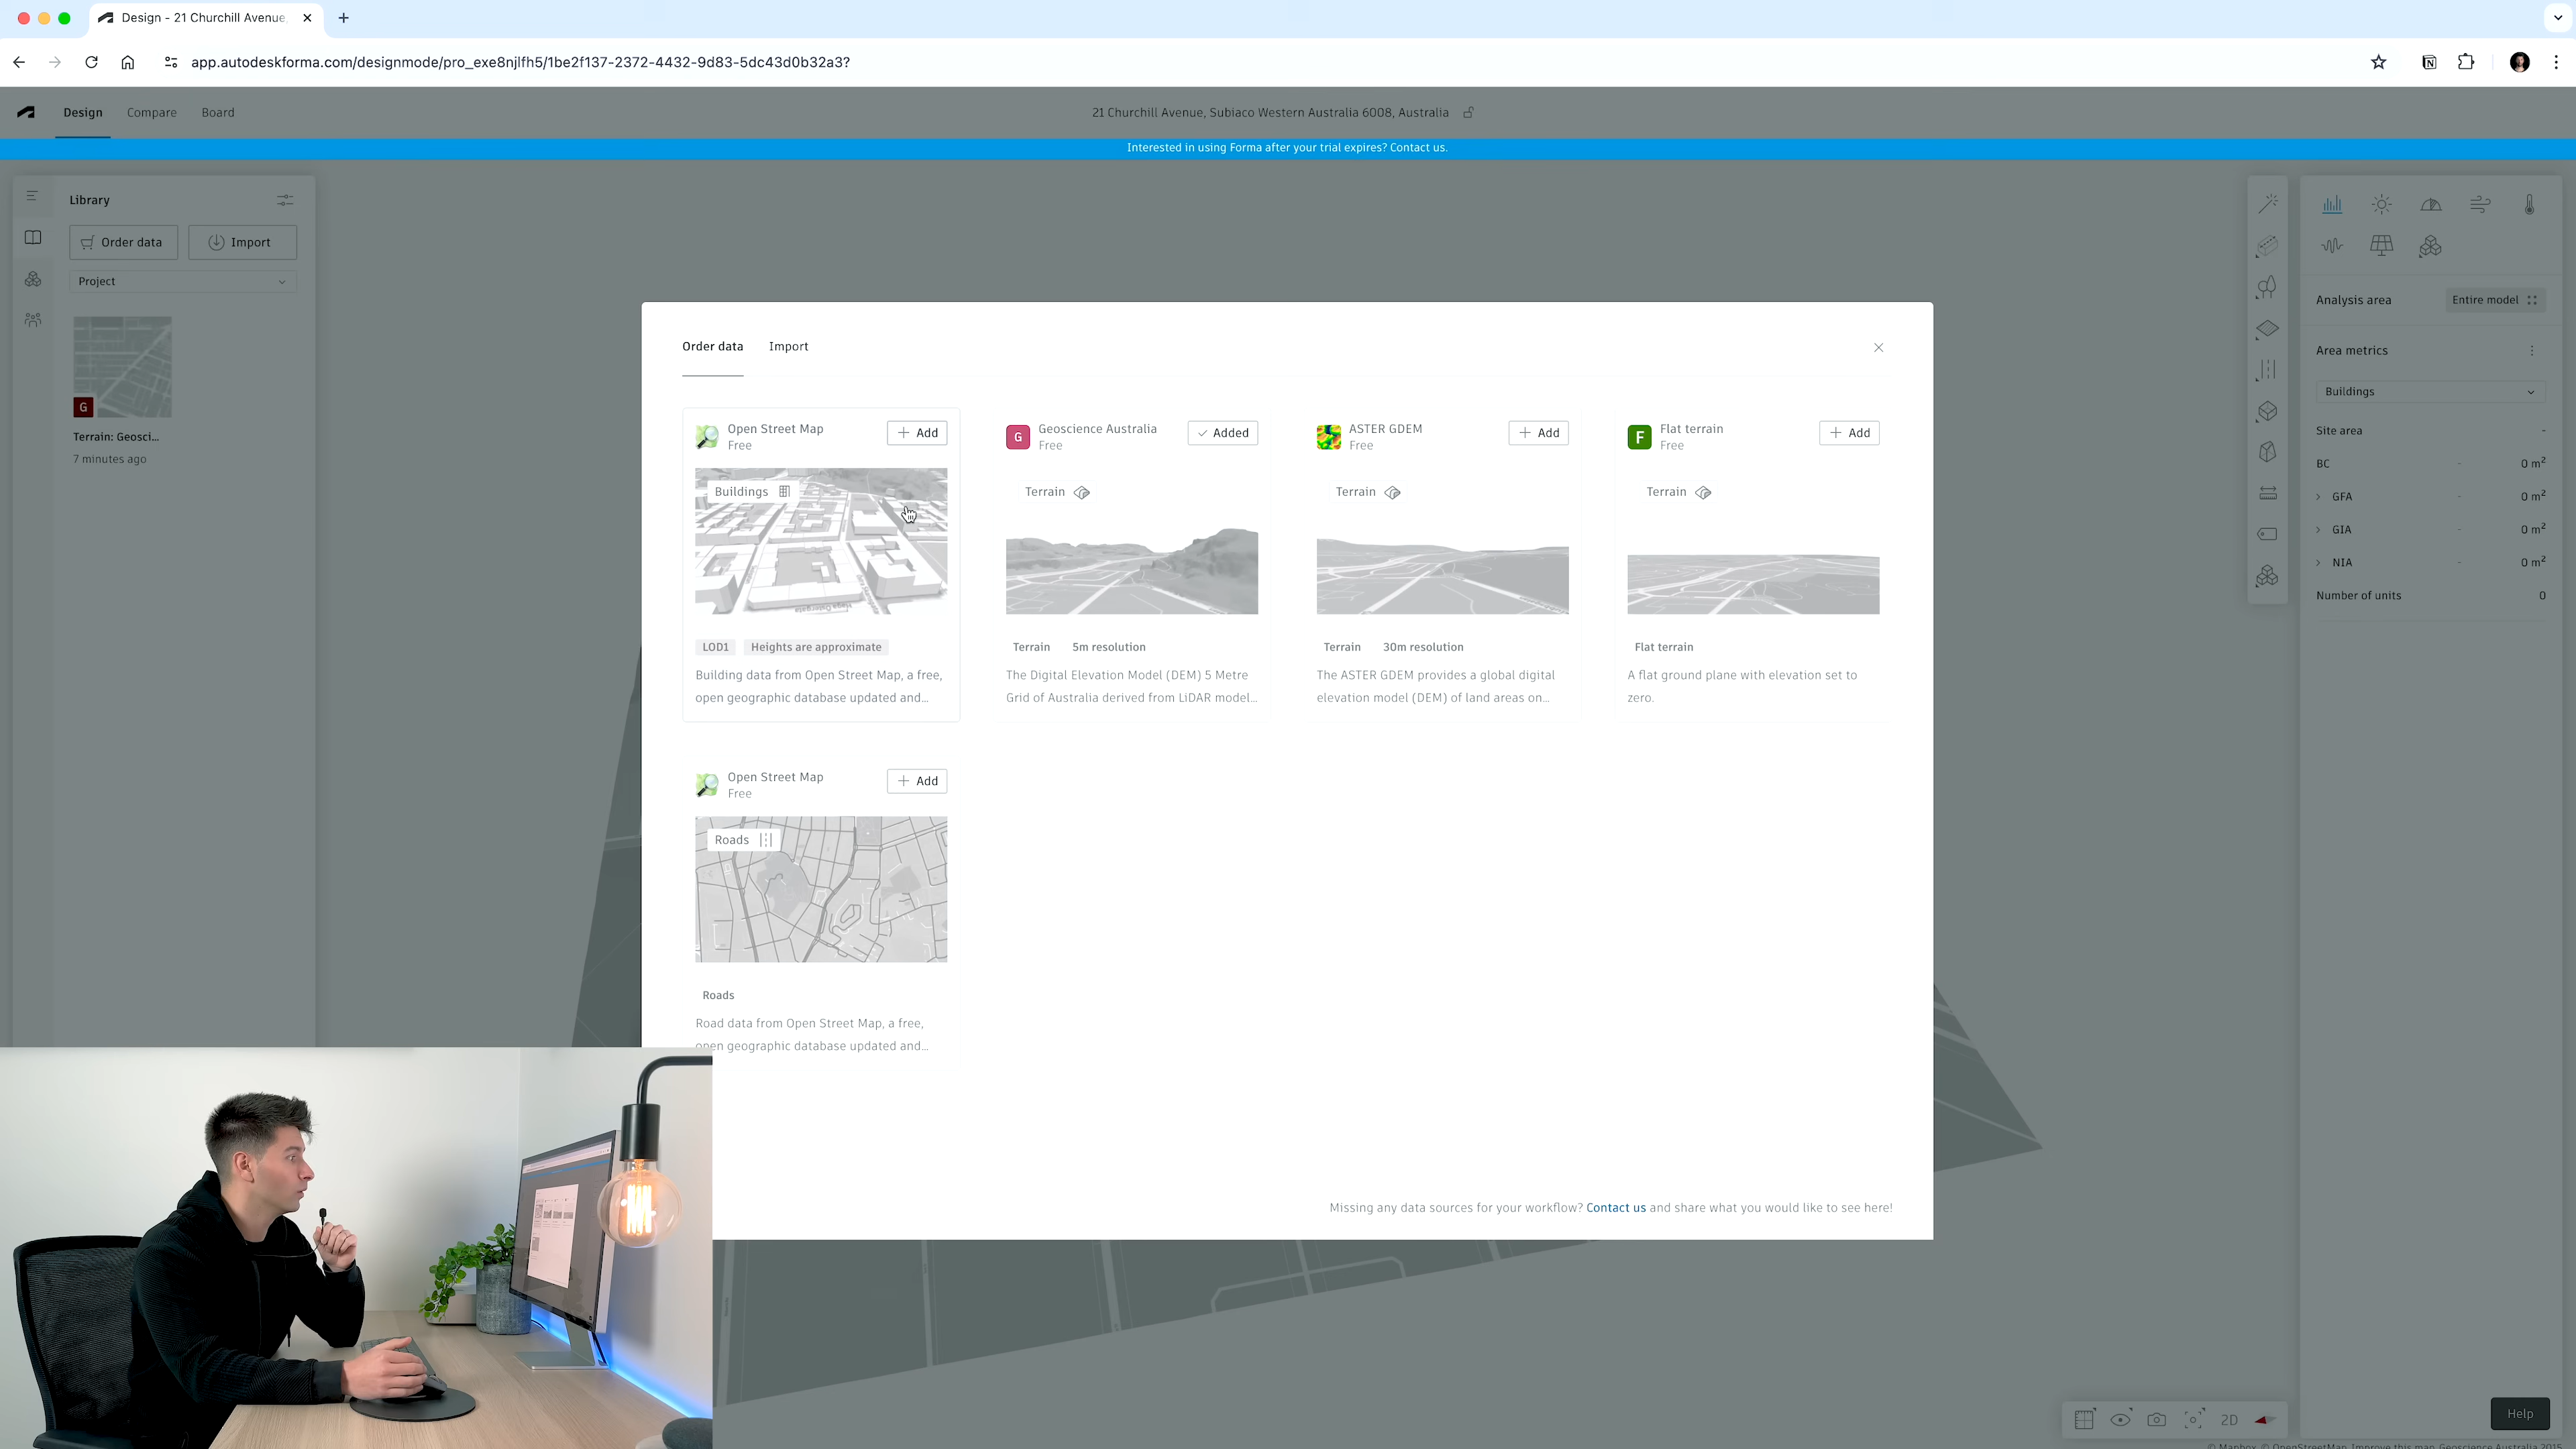 Design - 21 Churchill Avenue
app.autodeskforma.com/designmode/pro_exe8njlfh5/1be2f137-2372-4432-9d83-5dc43d0b32a3?
Design Compare Board
21 Churchill Avenue, Subiaco Western Australia 6008, Australia
Interested in using Forma after your trial expires? Contact us.
Library
Order data Import
Project
G
Terrain: Geosci...
7 minutes ago
Order data Import
Open Street Map
Free
Add
Buildings
LOD1 Heights are approximate
Building data from Open Street Map, a free,
open geographic database updated and...
G
Geoscience Australia
Free
Added
Terrain
Terrain 5m resolution
The Digital Elevation Model (DEM) 5 Metre
Grid of Australia derived from LiDAR model...
ASTER GDEM
Free
Add
Terrain
Terrain 30m resolution
The ASTER GDEM provides a global digital
elevation model (DEM) of land areas on...
F
Flat terrain
Free
Add
Terrain
Flat terrain
A flat ground plane with elevation set to
zero.
Open Street Map
Free
Add
Roads
Roads
Road data from Open Street Map, a free,
open geographic database updated and...
Missing any data sources for your workflow? Contact us and share what you would like to see here!
Analysis area Entire model
Area metrics
Buildings
Site area -
BC - 0 m²
GFA - 0 m²
GIA - 0 m²
NIA - 0 m²
Number of units 0
2D
Help
© Mapbox, © OpenStreetMap, Improve this map, Geoscience Australia 2015